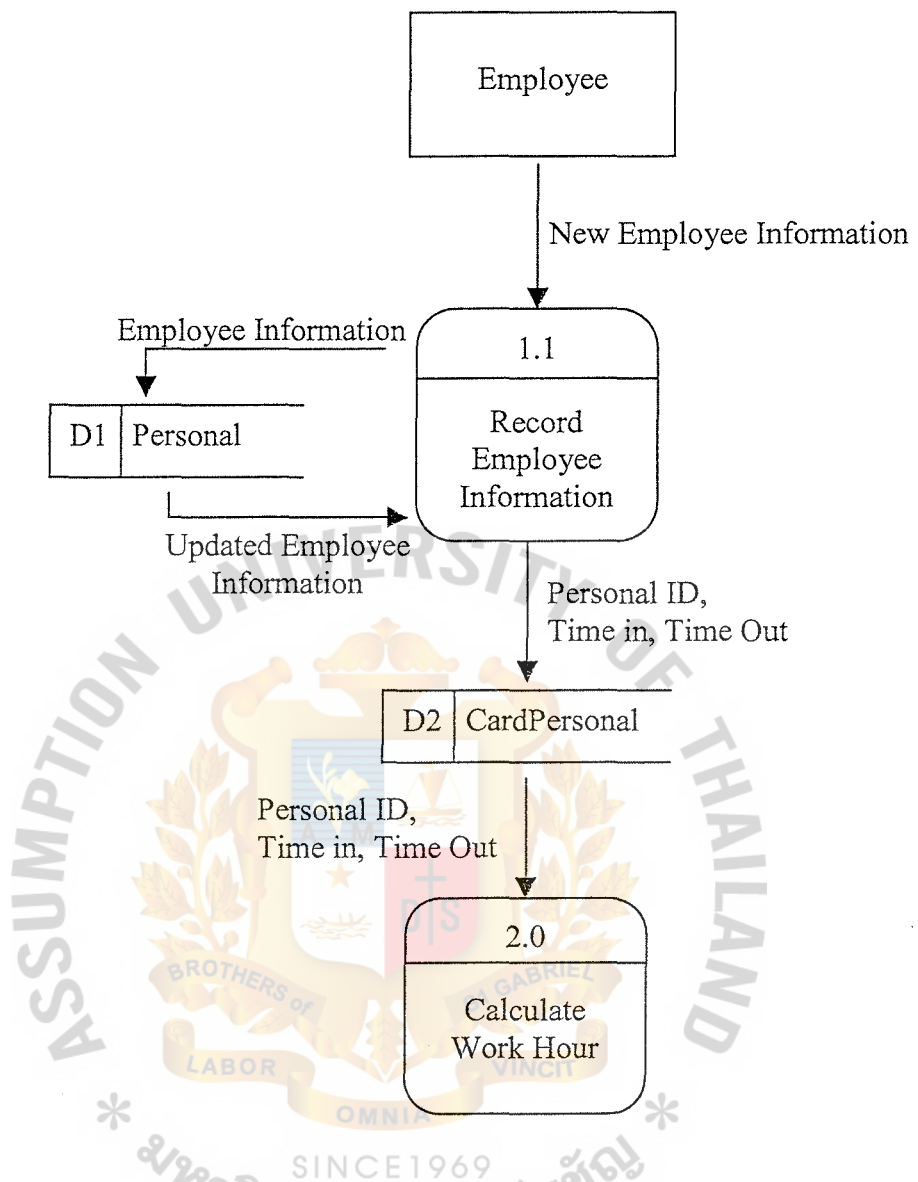 Employee
New Employee Information
Employee Information
1.1
Record
Employee
Information
D1 Personal
Updated Employee
Information
Personal ID,
Time in, Time Out
D2 CardPersonal
Personal ID,
Time in, Time Out
2.0
Calculate
Work Hour
ASSUMPTION UNIVERSITY OF THAILAND
A M
D S
BROTHERS of
GABRIEL
LABOR
OMNIA
VINCIT
SINCE 1969